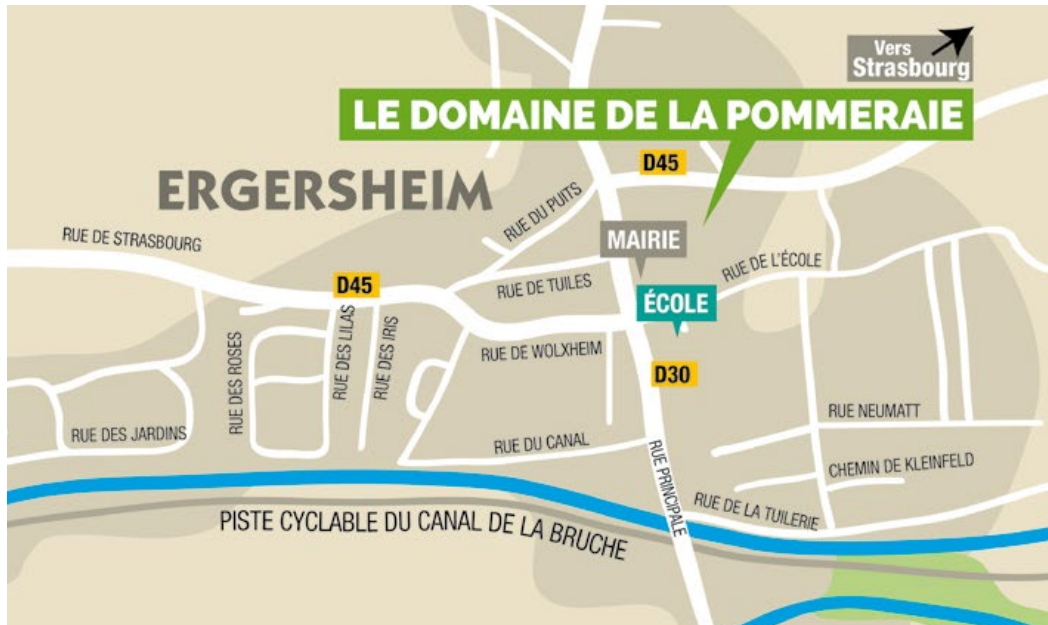 Vers
Strasbourg
LE DOMAINE DE LA POMMERAIE
D45
ERGERSHEIM
RUE DU PUITS
RUE DE STRASBOURG
MAIRIE
RUE DE L'ÉCOLE
D45
RUE DE TUILES
ÉCOLE
RUE DES LILAS
RUE DES IRIS
RUE DE WOLXHEIM
RUE DES ROSES
D30
RUE NEUMATT
RUE DES JARDINS
RUE DU CANAL
RUE PRINCIPALE
CHEMIN DE KLEINFELD
RUE DE LA TUILERIE
PISTE CYCLABLE DU CANAL DE LA BRUCHE